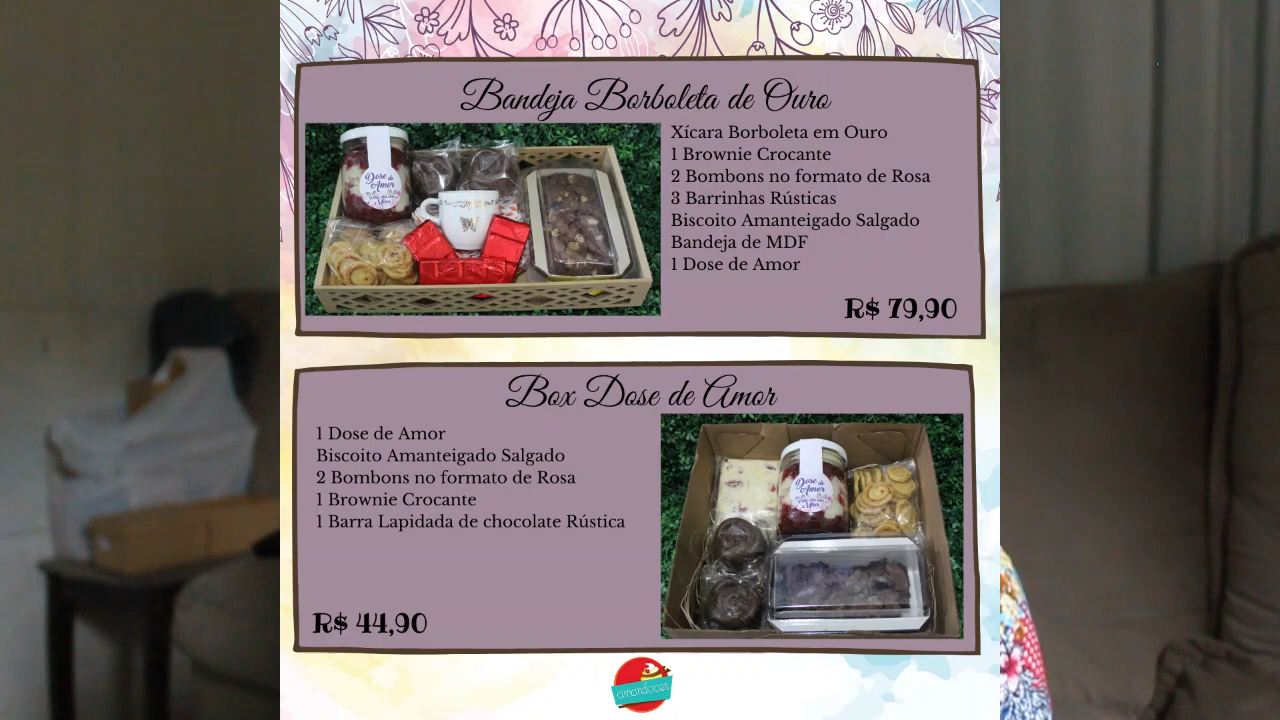 Bandeja Borboleta de Ouro
Xícara Borboleta em Ouro
1 Brownie Crocante
2 Bombons no formato de Rosa
3 Barrinhas Rústicas
Biscoito Amanteigado Salgado
Bandeja de MDF
1 Dose de Amor
R$ 79,90
Dose de
Amor
Box Dose de Amor
1 Dose de Amor
Biscoito Amanteigado Salgado
2 Bombons no formato de Rosa
1 Brownie Crocante
1 Barra Lapidada de chocolate Rústica
R$ 44,90
Dose de
Amor
amandoces